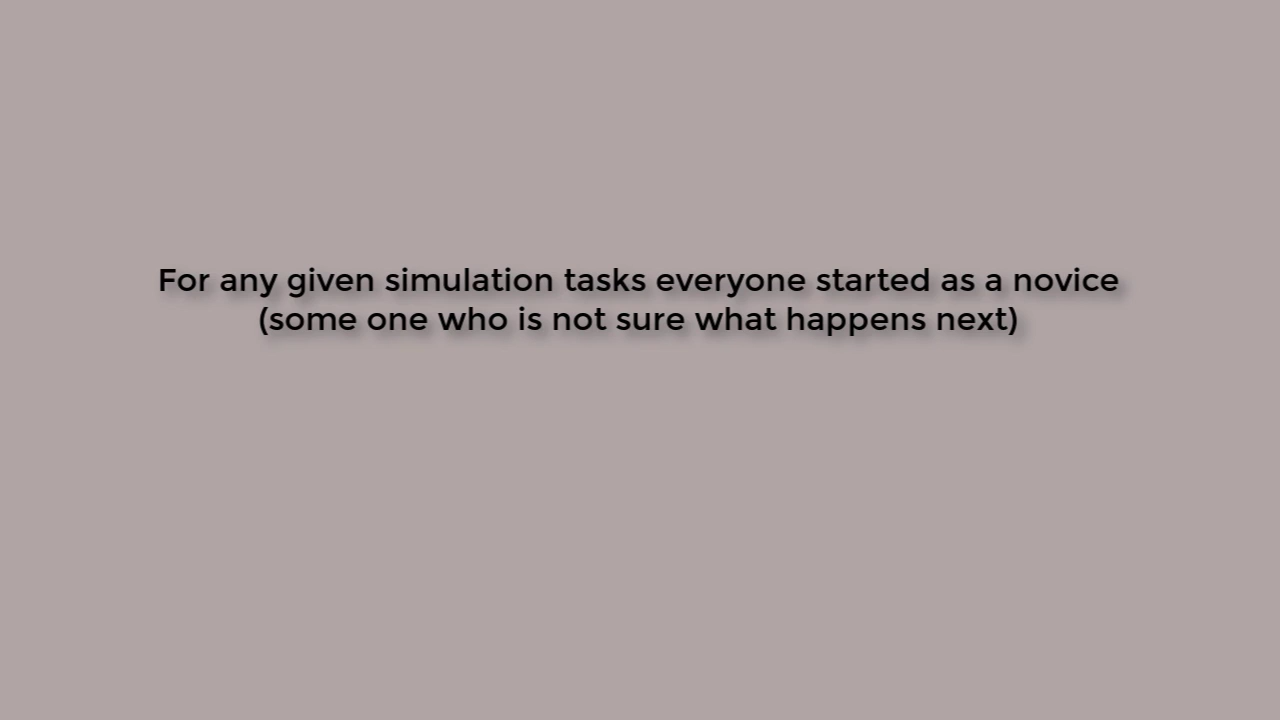 For any given simulation tasks everyone started as a novice
(some one who is not sure what happens next)